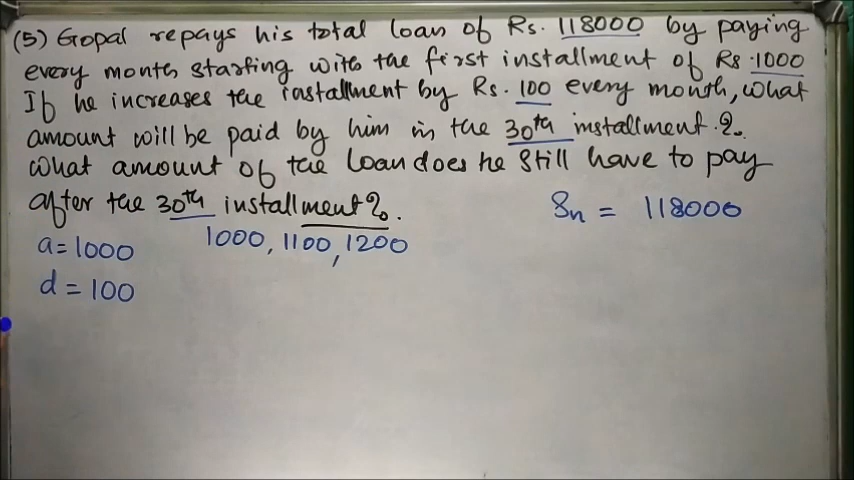 (5) Gopal repays his total loan of Rs. 118000 by paying
every month starting with the first installment of Rs.1000
If he increases the installment by Rs. 100 every month, what
amount will be paid by him in the 30th installment.?.
What amount of the loan does he still have to pay
after the 30th installment?.
Sn = 118000
a=1000 1000, 1100, 1200
d = 100